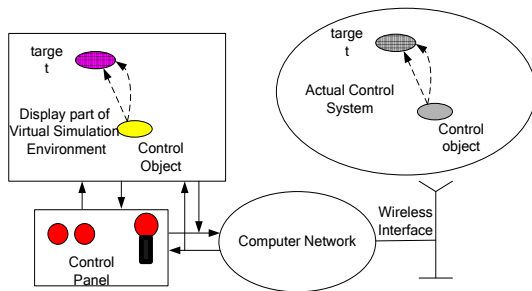 targe
t
Display part of
Virtual Simulation
Environment
Control
Object
targe
t
Actual Control
System
Control
object
Control
Panel
Computer Network
Wireless
Interface